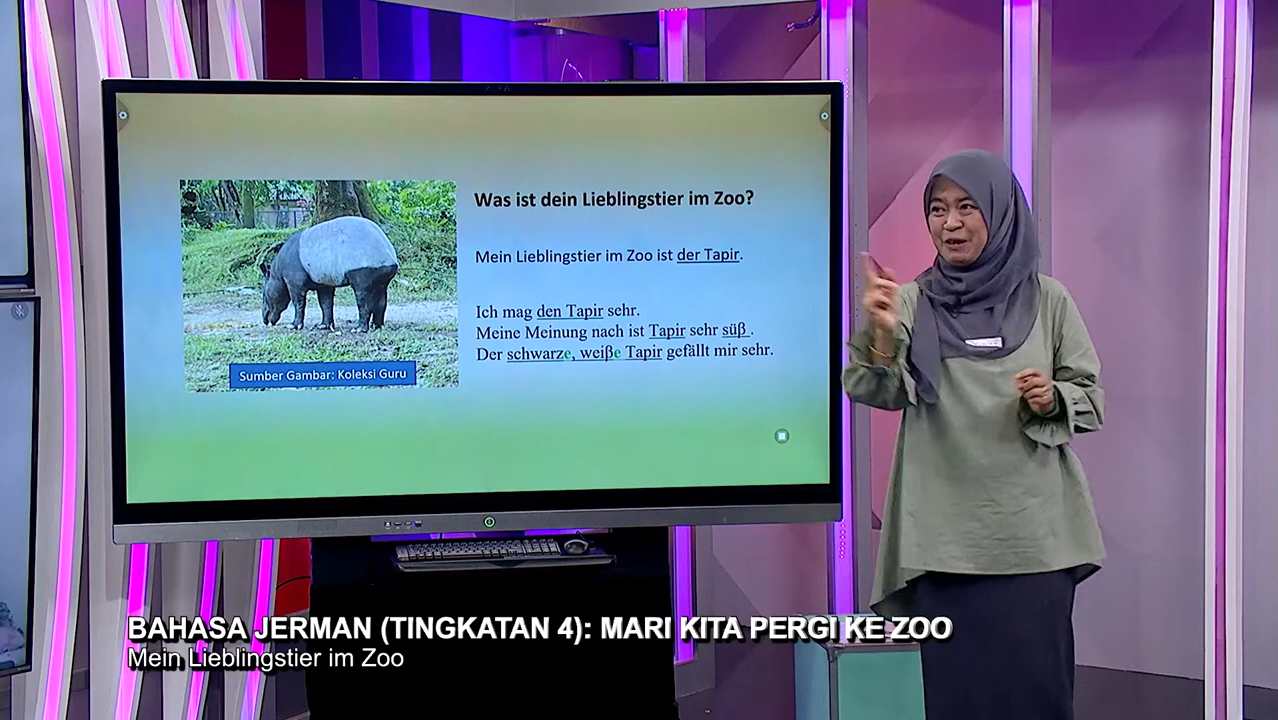 Was ist dein Lieblingstier im Zoo?
Mein Lieblingstier im Zoo ist der Tapir.
Ich mag den Tapir sehr.
Meine Meinung nach ist Tapir sehr süß .
Der schwarze, weiße Tapir gefällt mir sehr.
Sumber Gambar: Koleksi Guru
BAHASA JERMAN (TINGKATAN 4): MARI KITA PERGI KE ZOO
Mein Lieblingstier im Zoo